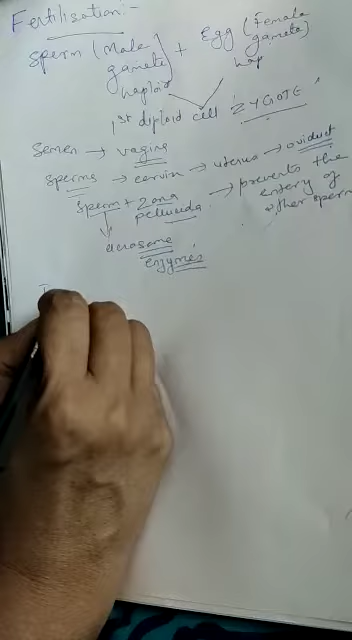 Fertilisation:-
Sperm (Male gamete) + Egg (Female gamete)
haploid hap
1st diploid cell ZYGOTE
Semen → vagina
Sperms → cervix → uterus → oviduct
sperm + Zona pellucida → prevents the entery of other sperm
acrosome
enzymes
I